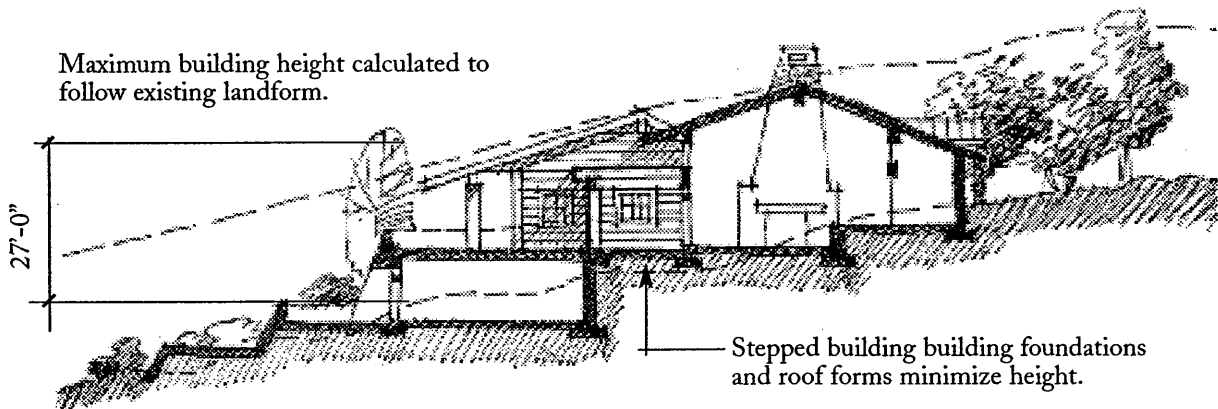 Maximum building height calculated to
follow existing landform.
27'-0"
Stepped building building foundations
and roof forms minimize height.